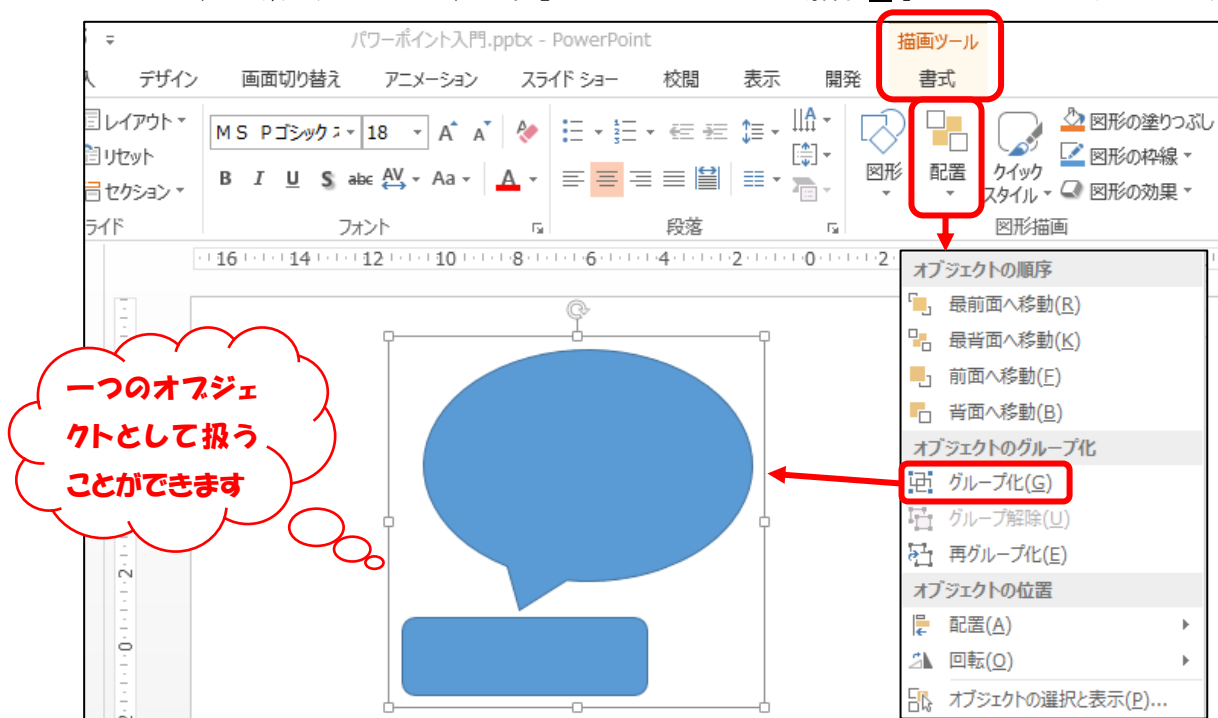 パワーポイント入門.pptx - PowerPoint
描画ツール
デザイン 画面切り替え アニメーション スライド ショー 校閲 表示 開発 書式
レイアウト
リセット
セクション
MS Pゴシック 18 A A
B I U S abc AV Aa A
図形
配置
クイック
スタイル
図形の塗りつぶし
図形の枠線
図形の効果
フォント 段落 図形描画
16 14 12 10 8 6 4 2 0 2
オブジェクトの順序
最前面へ移動(R)
最背面へ移動(K)
前面へ移動(F)
背面へ移動(B)
オブジェクトのグループ化
グループ化(G)
グループ解除(U)
再グループ化(E)
オブジェクトの位置
配置(A)
回転(O)
オブジェクトの選択と表示(P)...
一つのオブジェ
クトとして扱う
ことができます
2
0